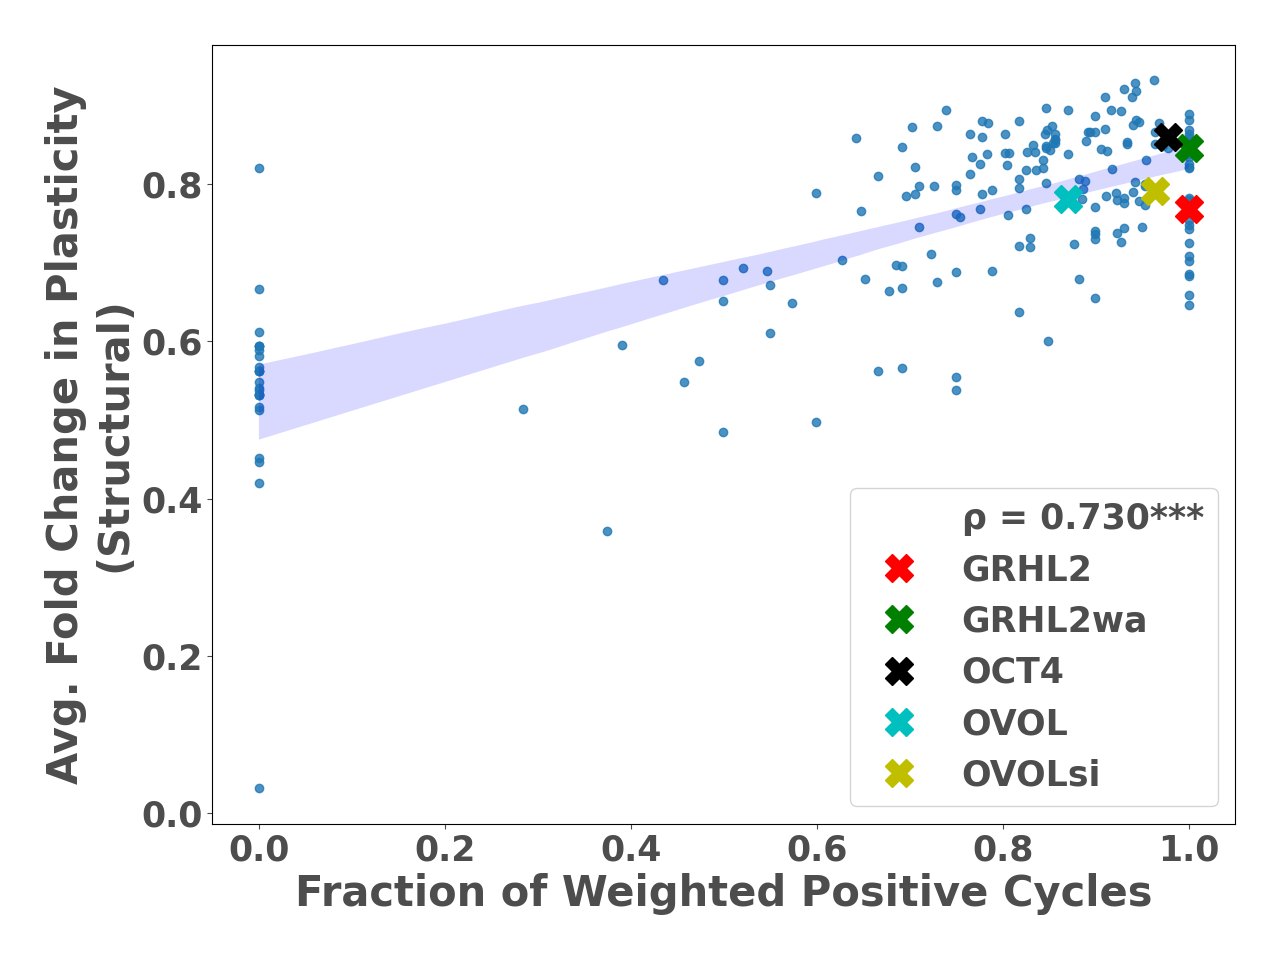 Avg. Fold Change in Plasticity
(Structural)
0.8
0.6
0.4
0.2
0.0
ρ = 0.730***
GRHL2
GRHL2wa
OCT4
OVOL
OVOLsi
0.0 0.2 0.4 0.6 0.8 1.0
Fraction of Weighted Positive Cycles